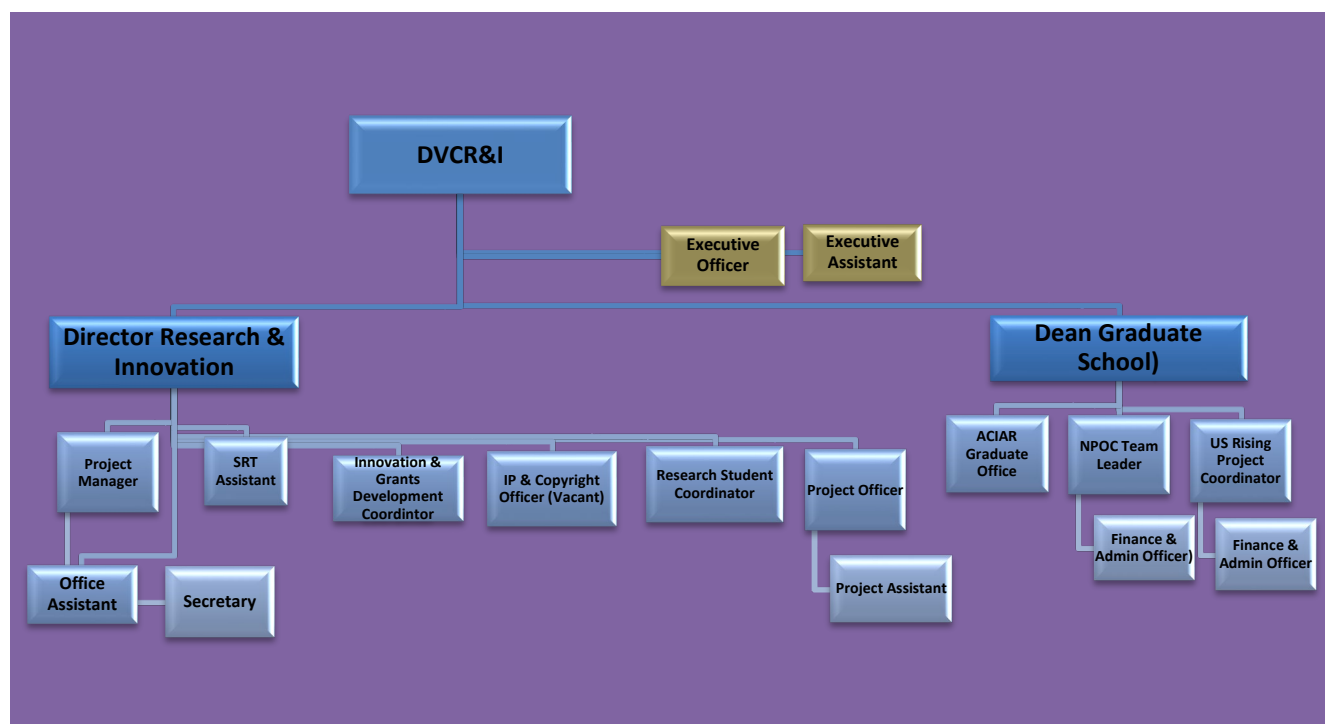 DVCR&I
Executive
Officer
Executive
Assistant
Director Research &
Innovation
Dean Graduate
School)
Project
Manager
SRT
Assistant
Innovation &
Grants
Development
Coordintor
IP & Copyright
Officer (Vacant)
Research Student
Coordinator
Project Officer
ACIAR
Graduate
Office
NPOC Team
Leader
US Rising
Project
Coordinator
Office
Assistant
Secretary
Project Assistant
Finance &
Admin Officer)
Finance &
Admin Officer